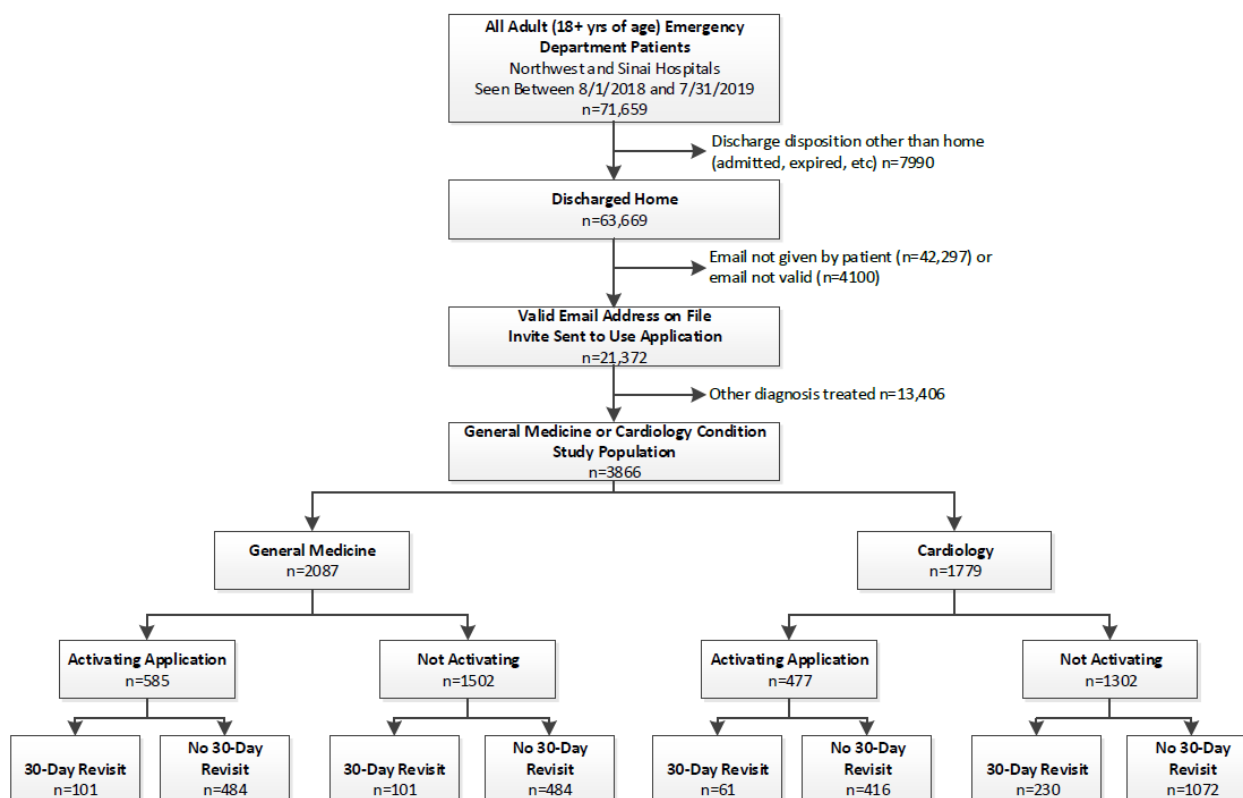 All Adult (18+ yrs of age) Emergency
Department Patients
Northwest and Sinai Hospitals
Seen Between 8/1/2018 and 7/31/2019
n=71,659
Discharge disposition other than home
(admitted, expired, etc) n=7990
Discharged Home
n=63,669
Email not given by patient (n=42,297) or
email not valid (n=4100)
Valid Email Address on File
Invite Sent to Use Application
n=21,372
Other diagnosis treated n=13,406
General Medicine or Cardiology Condition
Study Population
n=3866
General Medicine
n=2087
Cardiology
n=1779
Activating Application
n=585
Not Activating
n=1502
Activating Application
n=477
Not Activating
n=1302
30-Day Revisit
n=101
No 30-Day
Revisit
n=484
30-Day Revisit
n=101
No 30-Day
Revisit
n=484
30-Day Revisit
n=61
No 30-Day
Revisit
n=416
30-Day Revisit
n=230
No 30-Day
Revisit
n=1072